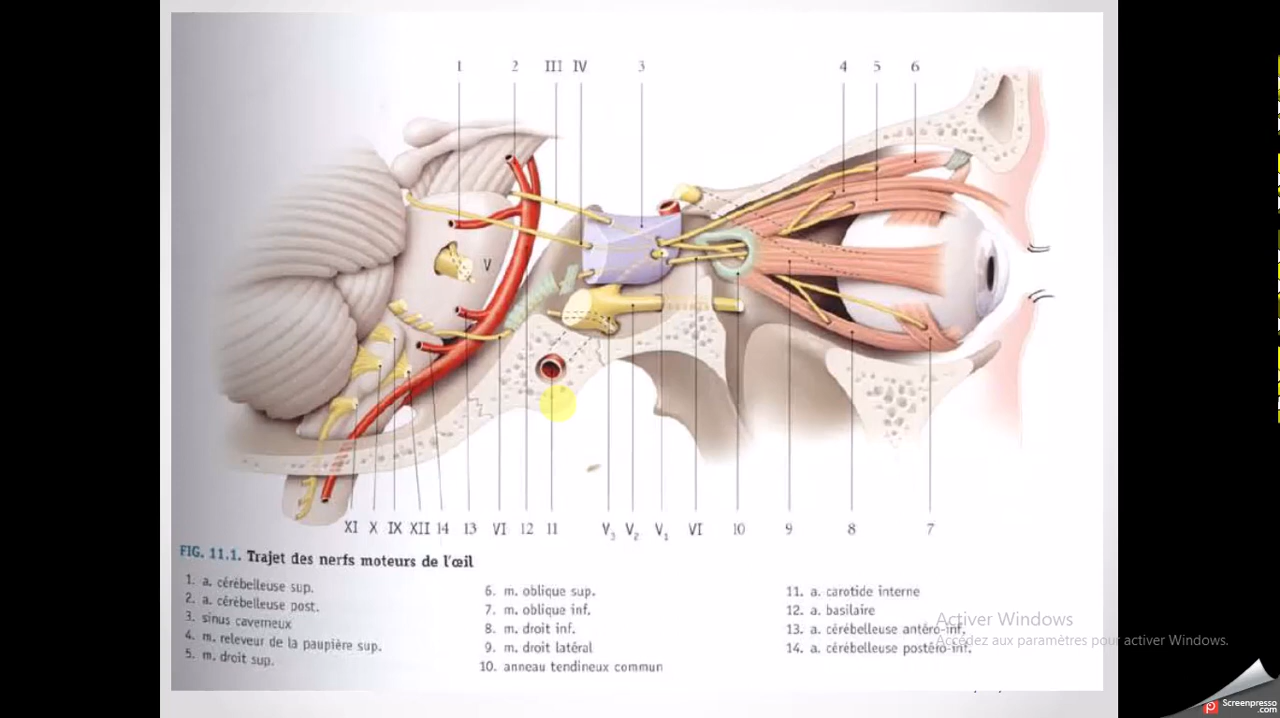 1 2 III IV 3 4 5 6
V
XI X IX XII 14 13 VI 12 11 V₃ V₂ V₁ VI 10 9 8 7
FIG. 11.1. Trajet des nerfs moteurs de l'œil
1. a. cérébelleuse sup.
2. a. cérébelleuse post.
3. sinus caverneux
4. m. releveur de la paupière sup.
5. m. droit sup.
6. m. oblique sup.
7. m. oblique inf.
8. m. droit inf.
9. m. droit latéral
10. anneau tendineux commun
11. a. carotide interne
12. a. basilaire
13. a. cérébelleuse antéro-inf.
14. a. cérébelleuse postéro-inf.
Activer Windows
Accédez aux paramètres pour activer Windows.
Screenpresso
.com